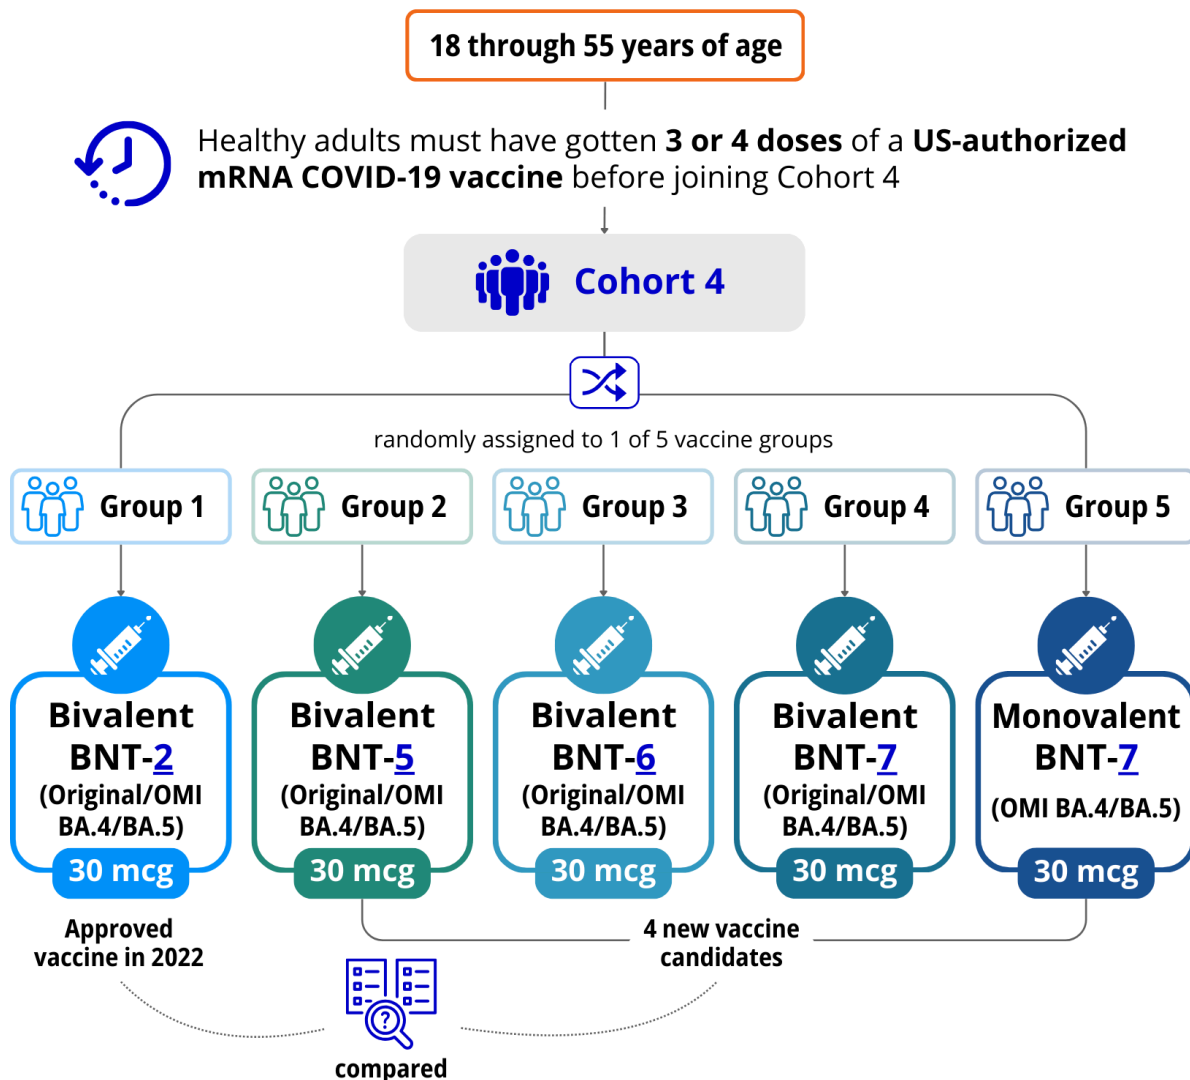 18 through 55 years of age
Healthy adults must have gotten 3 or 4 doses of a US-authorized
mRNA COVID-19 vaccine before joining Cohort 4
Cohort 4
randomly assigned to 1 of 5 vaccine groups
Group 1
Group 2
Group 3
Group 4
Group 5
Bivalent
BNT-2
(Original/OMI
BA.4/BA.5)
30 mcg
Bivalent
BNT-5
(Original/OMI
BA.4/BA.5)
30 mcg
Bivalent
BNT-6
(Original/OMI
BA.4/BA.5)
30 mcg
Bivalent
BNT-7
(Original/OMI
BA.4/BA.5)
30 mcg
Monovalent
BNT-7
(OMI BA.4/BA.5)
30 mcg
Approved
vaccine in 2022
4 new vaccine
candidates
?
compared